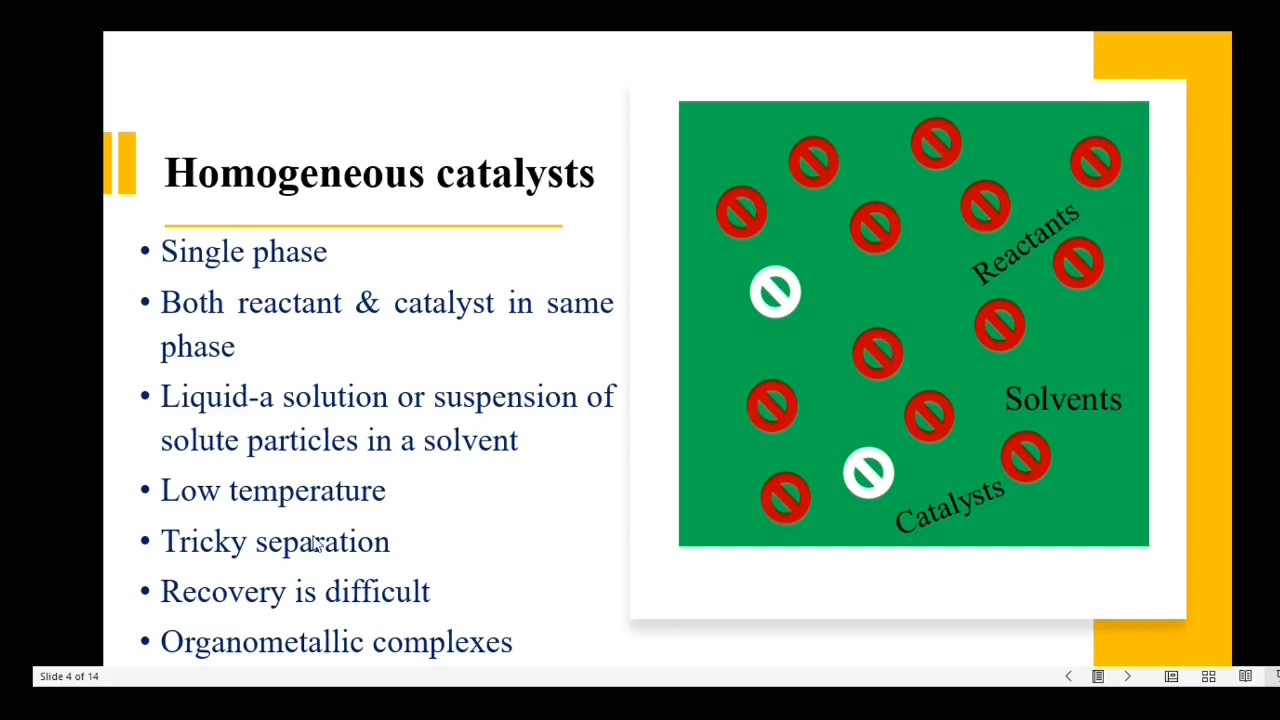 Homogeneous catalysts
• Single phase
• Both reactant & catalyst in same
phase
• Liquid-a solution or suspension of
solute particles in a solvent
• Low temperature
• Tricky separation
• Recovery is difficult
• Organometallic complexes
Reactants
Solvents
Catalysts
Slide 4 of 14